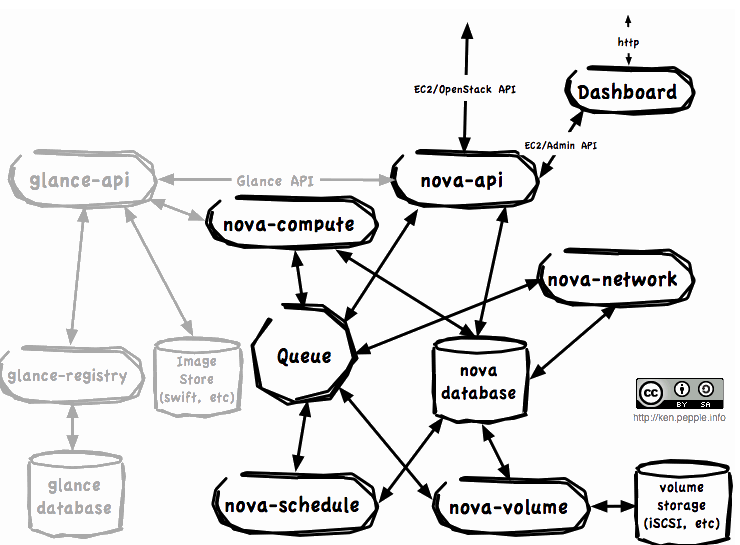 http
EC2/OpenStack API
Dashboard
EC2/Admin API
glance-api
Glance API
nova-api
nova-compute
nova-network
Queue
Image
Store
(swift, etc)
nova
database
glance-registry
cc
BY SA
http://ken.pepple.info
glance
database
nova-schedule
nova-volume
volume
storage
(iSCSI, etc)